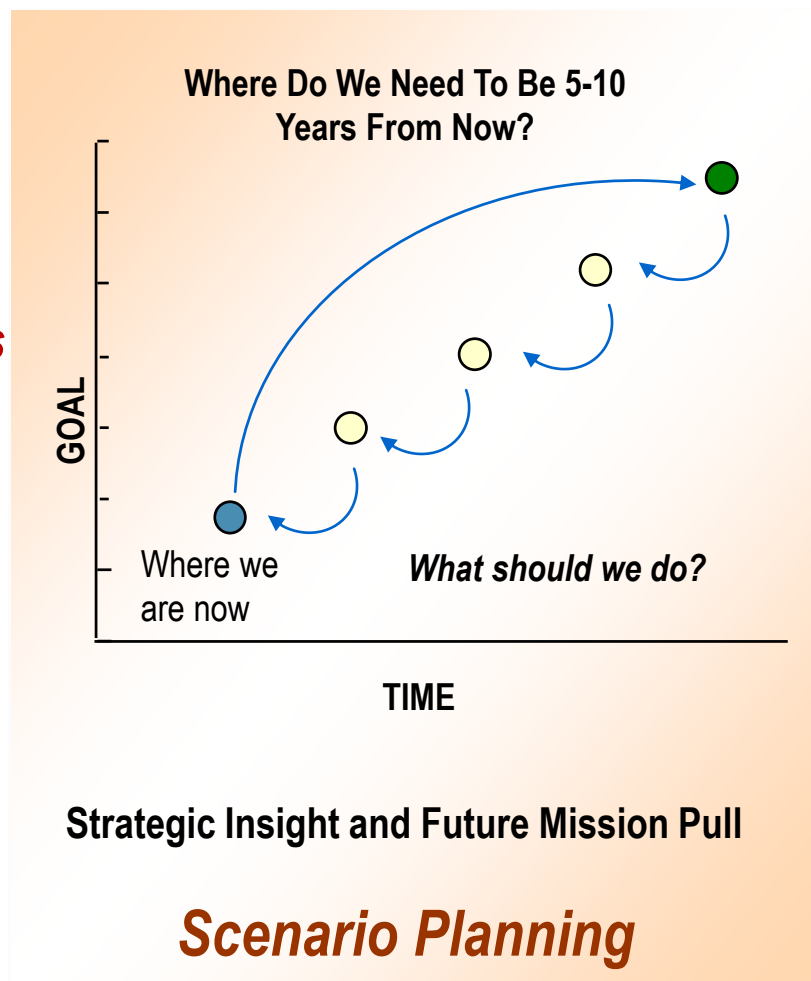 Where Do We Need To Be 5-10
Years From Now?
s
GOAL
Where we
are now
What should we do?
TIME
Strategic Insight and Future Mission Pull
Scenario Planning